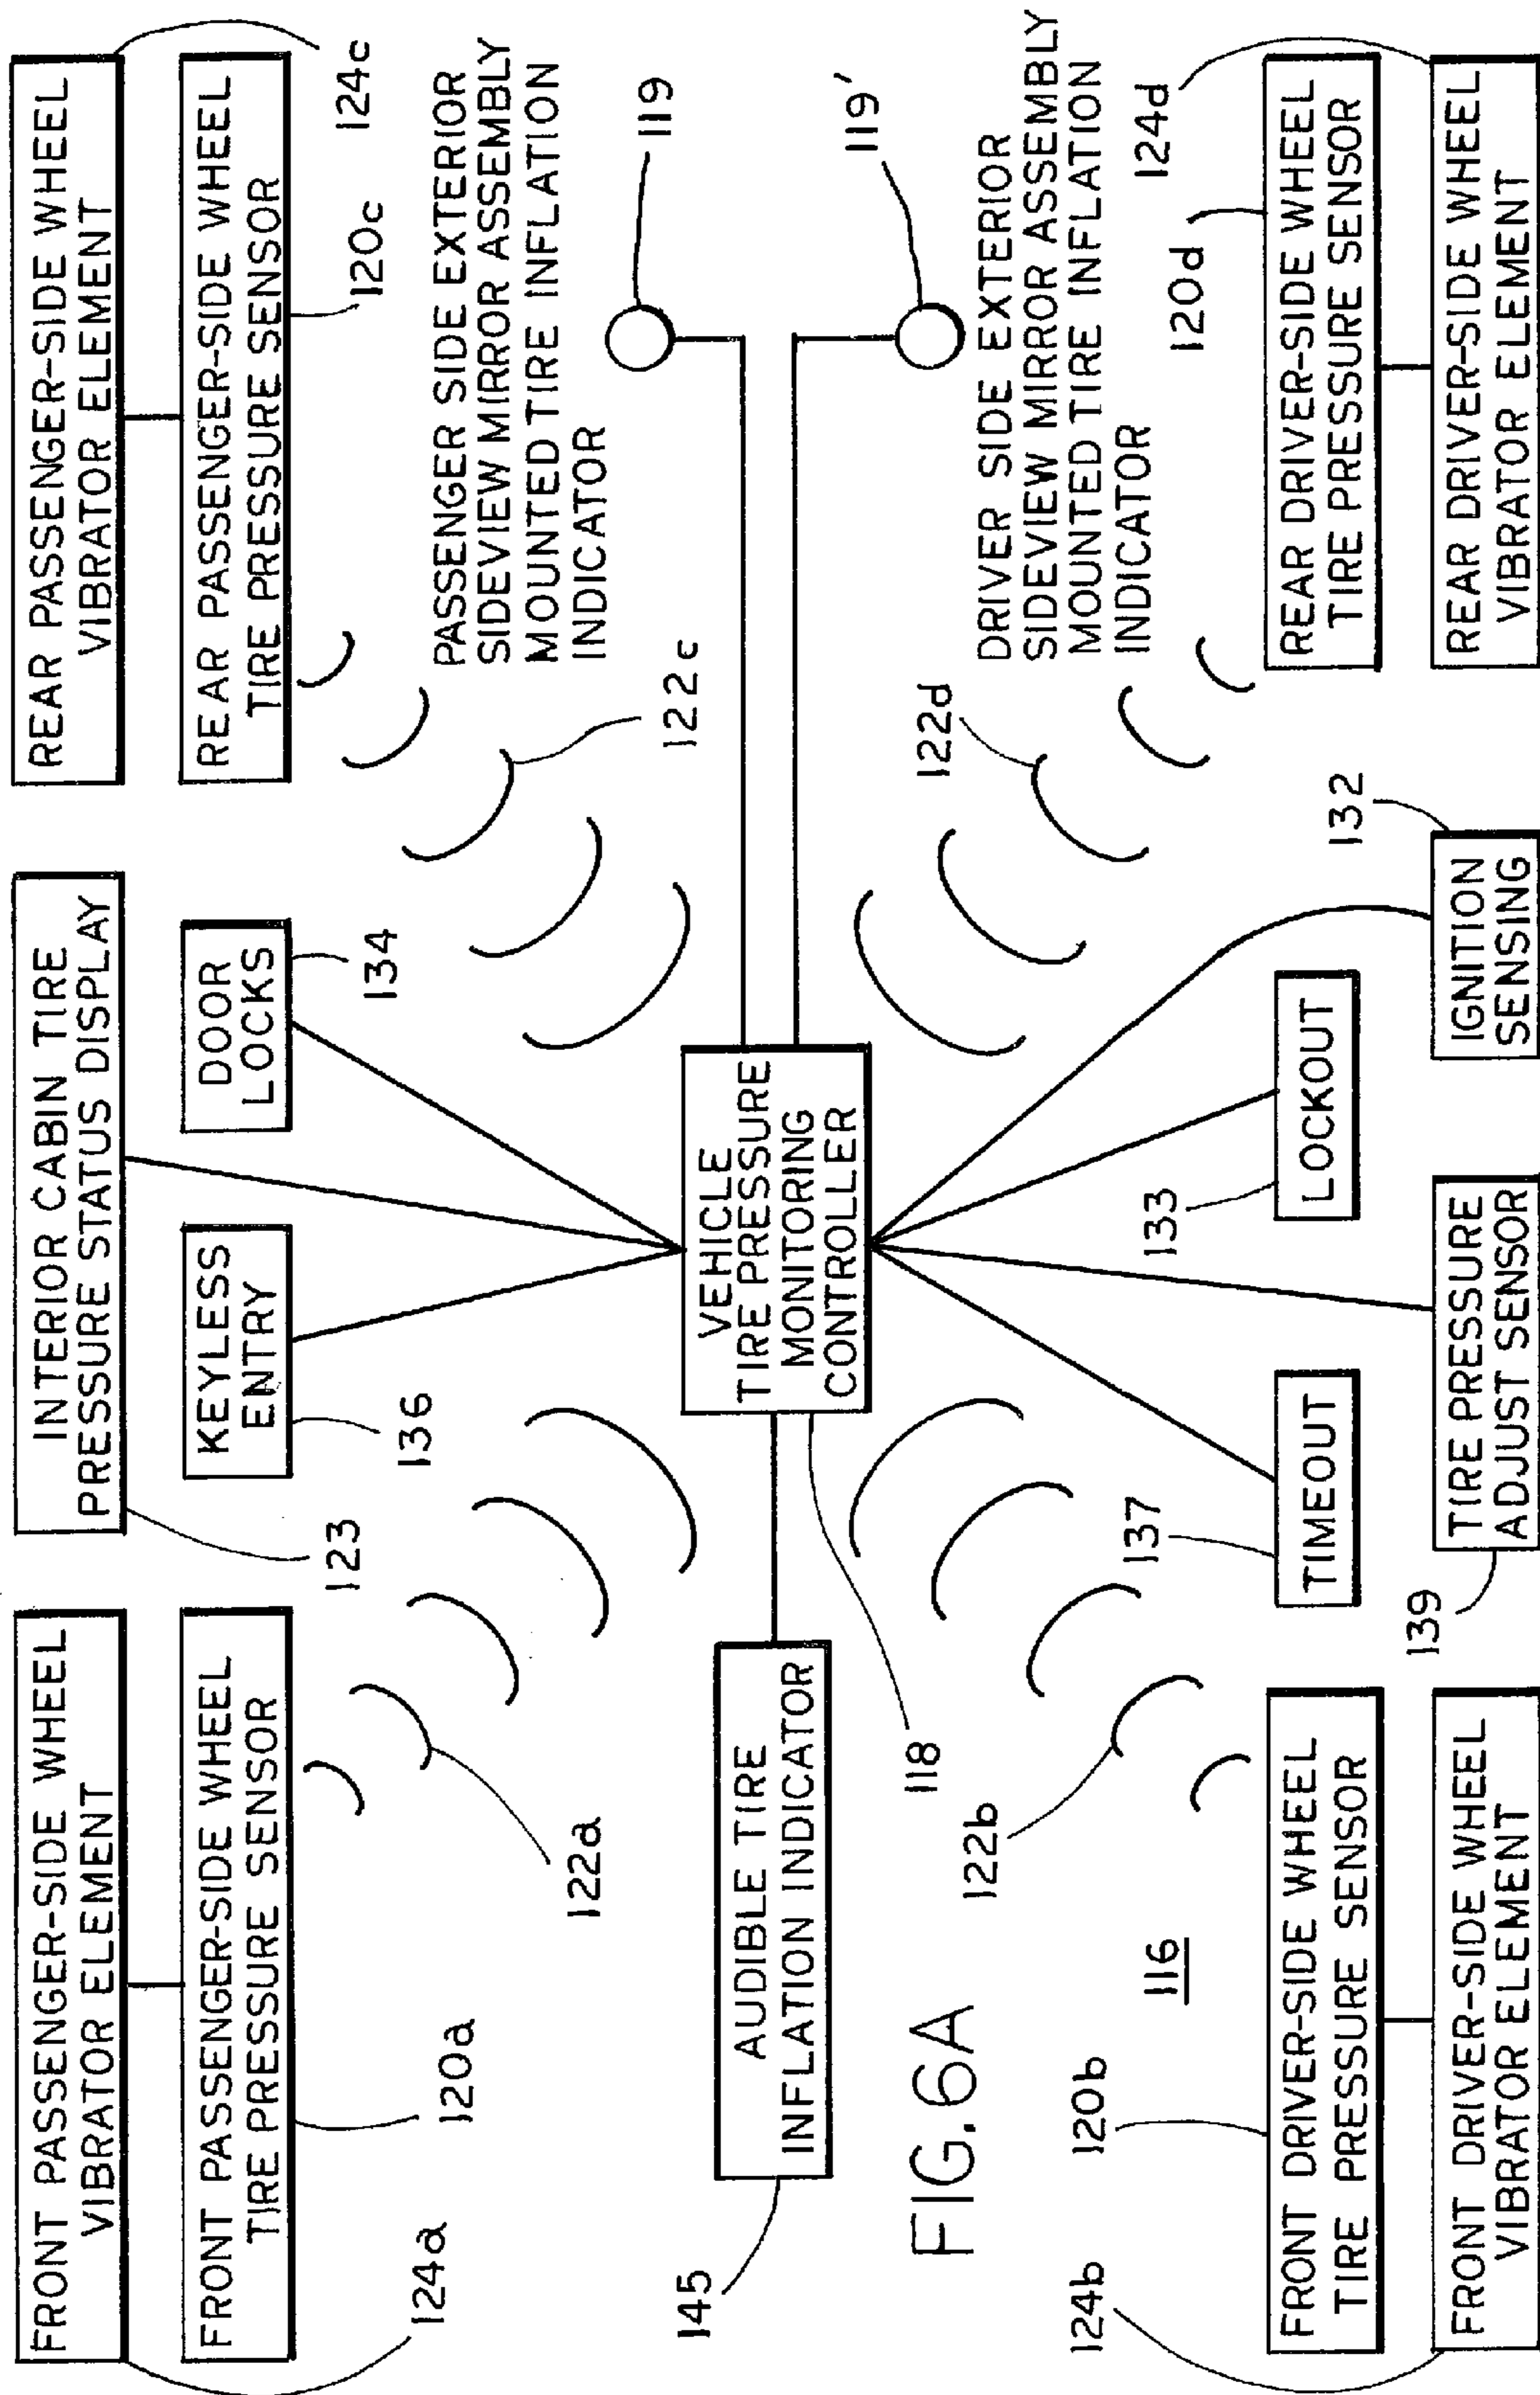 FRONT PASSENGER-SIDE WHEEL
VIBRATOR ELEMENT
FRONT PASSENGER-SIDE WHEEL
TIRE PRESSURE SENSOR
124a
120a
122a
INTERIOR CABIN TIRE
PRESSURE STATUS DISPLAY
123
KEYLESS
ENTRY
136
DOOR
LOCKS
134
REAR PASSENGER-SIDE WHEEL
VIBRATOR ELEMENT
REAR PASSENGER-SIDE WHEEL
TIRE PRESSURE SENSOR
124c
120c
PASSENGER SIDE EXTERIOR
SIDEVIEW MIRROR ASSEMBLY
MOUNTED TIRE INFLATION
INDICATOR
122c
119
145
AUDIBLE TIRE
INFLATION INDICATOR
VEHICLE
TIRE PRESSURE
MONITORING
CONTROLLER
118
119'
DRIVER SIDE EXTERIOR
SIDEVIEW MIRROR ASSEMBLY
MOUNTED TIRE INFLATION
INDICATOR
122d
FIG.6A
116
122b
120b
124b
FRONT DRIVER-SIDE WHEEL
TIRE PRESSURE SENSOR
FRONT DRIVER-SIDE WHEEL
VIBRATOR ELEMENT
137
TIMEOUT
139
TIRE PRESSURE
ADJUST SENSOR
133
LOCKOUT
132
IGNITION
SENSING
120d
124d
REAR DRIVER-SIDE WHEEL
TIRE PRESSURE SENSOR
REAR DRIVER-SIDE WHEEL
VIBRATOR ELEMENT